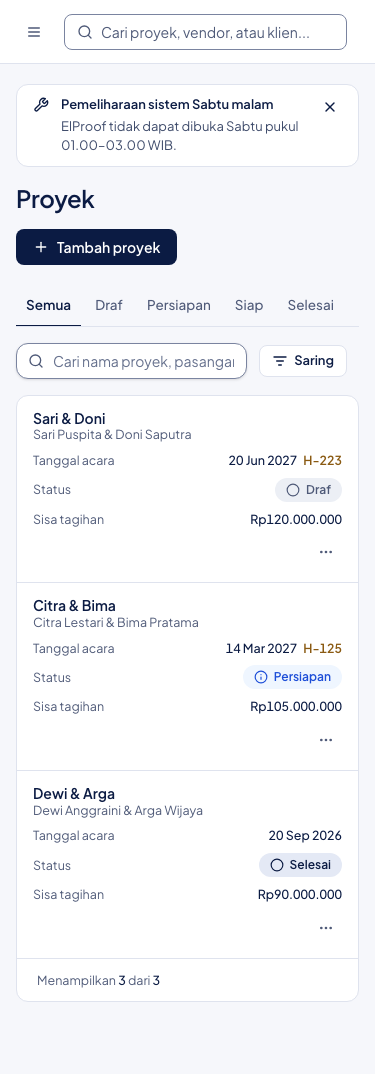 Cari proyek, vendor, atau klien...
Pemeliharaan sistem Sabtu malam
ElProof tidak dapat dibuka Sabtu pukul
01.00–03.00 WIB.
Proyek
Tambah proyek
Semua Draf Persiapan Siap Selesai
Cari nama proyek, pasangan
Saring
Sari & Doni
Sari Puspita & Doni Saputra
Tanggal acara 20 Jun 2027 H-223
Status Draf
Sisa tagihan Rp120.000.000
...
Citra & Bima
Citra Lestari & Bima Pratama
Tanggal acara 14 Mar 2027 H-125
Status Persiapan
Sisa tagihan Rp105.000.000
...
Dewi & Arga
Dewi Anggraini & Arga Wijaya
Tanggal acara 20 Sep 2026
Status Selesai
Sisa tagihan Rp90.000.000
...
Menampilkan 3 dari 3